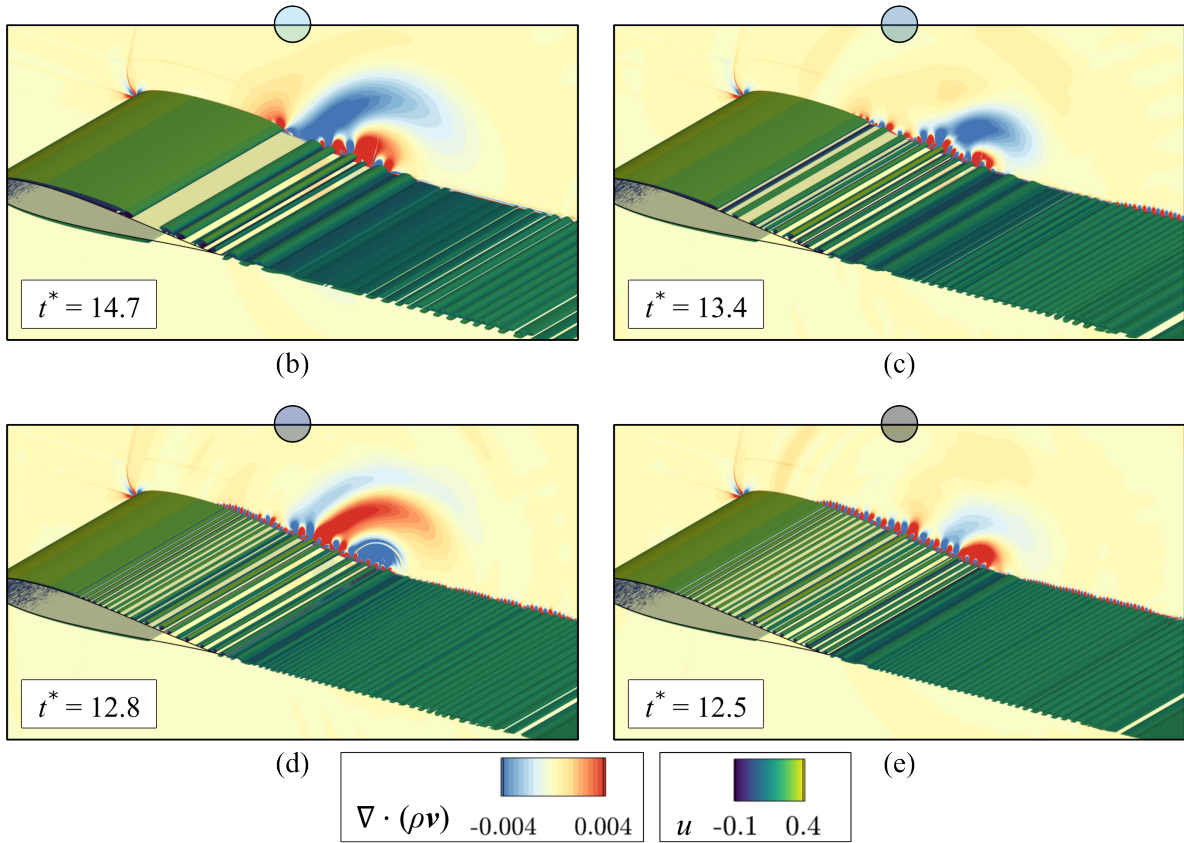 t* = 14.7
t* = 13.4
(b)
(c)
t* = 12.8
t* = 12.5
(d)
(e)
∇ · (ρv) -0.004 0.004
u -0.1 0.4